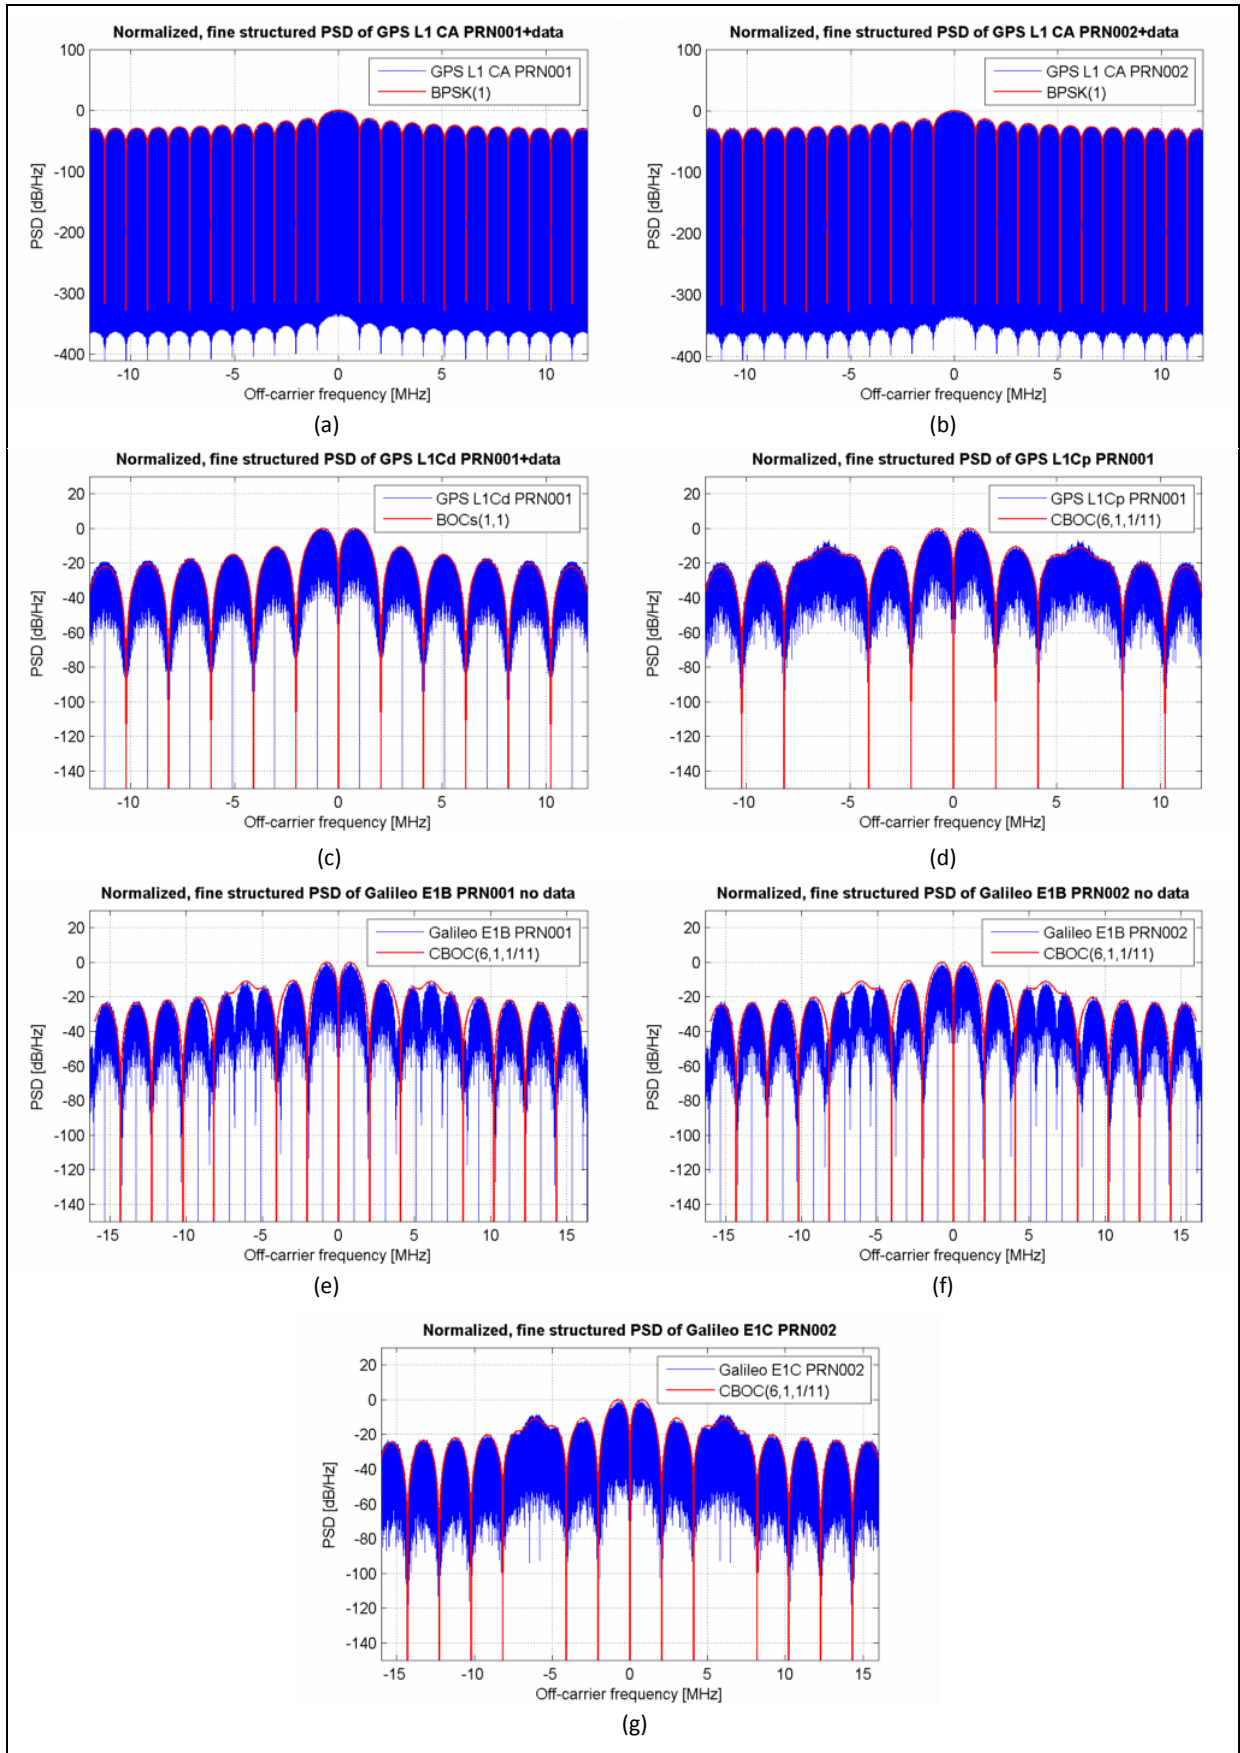 Normalized, fine structured PSD of GPS L1 CA PRN001+data
100
0
-100
-200
-300
-400
PSD [dB/Hz]
GPS L1 CA PRN001
BPSK(1)
-10 -5 0 5 10
Off-carrier frequency [MHz]
(a)
Normalized, fine structured PSD of GPS L1 CA PRN002+data
100
0
-100
-200
-300
-400
PSD [dB/Hz]
GPS L1 CA PRN002
BPSK(1)
-10 -5 0 5 10
Off-carrier frequency [MHz]
(b)
Normalized, fine structured PSD of GPS L1Cd PRN001+data
20
0
-20
-40
-60
-80
-100
-120
-140
PSD [dB/Hz]
GPS L1Cd PRN001
BOCs(1,1)
-10 -5 0 5 10
Off-carrier frequency [MHz]
(c)
Normalized, fine structured PSD of GPS L1Cp PRN001
20
0
-20
-40
-60
-80
-100
-120
-140
PSD [dB/Hz]
GPS L1Cp PRN001
CBOC(6,1,1/11)
-10 -5 0 5 10
Off-carrier frequency [MHz]
(d)
Normalized, fine structured PSD of Galileo E1B PRN001 no data
20
0
-20
-40
-60
-80
-100
-120
-140
PSD [dB/Hz]
Galileo E1B PRN001
CBOC(6,1,1/11)
-15 -10 -5 0 5 10 15
Off-carrier frequency [MHz]
(e)
Normalized, fine structured PSD of Galileo E1B PRN002 no data
20
0
-20
-40
-60
-80
-100
-120
-140
PSD [dB/Hz]
Galileo E1B PRN002
CBOC(6,1,1/11)
-15 -10 -5 0 5 10 15
Off-carrier frequency [MHz]
(f)
Normalized, fine structured PSD of Galileo E1C PRN002
20
0
-20
-40
-60
-80
-100
-120
-140
PSD [dB/Hz]
Galileo E1C PRN002
CBOC(6,1,1/11)
-15 -10 -5 0 5 10 15
Off-carrier frequency [MHz]
(g)